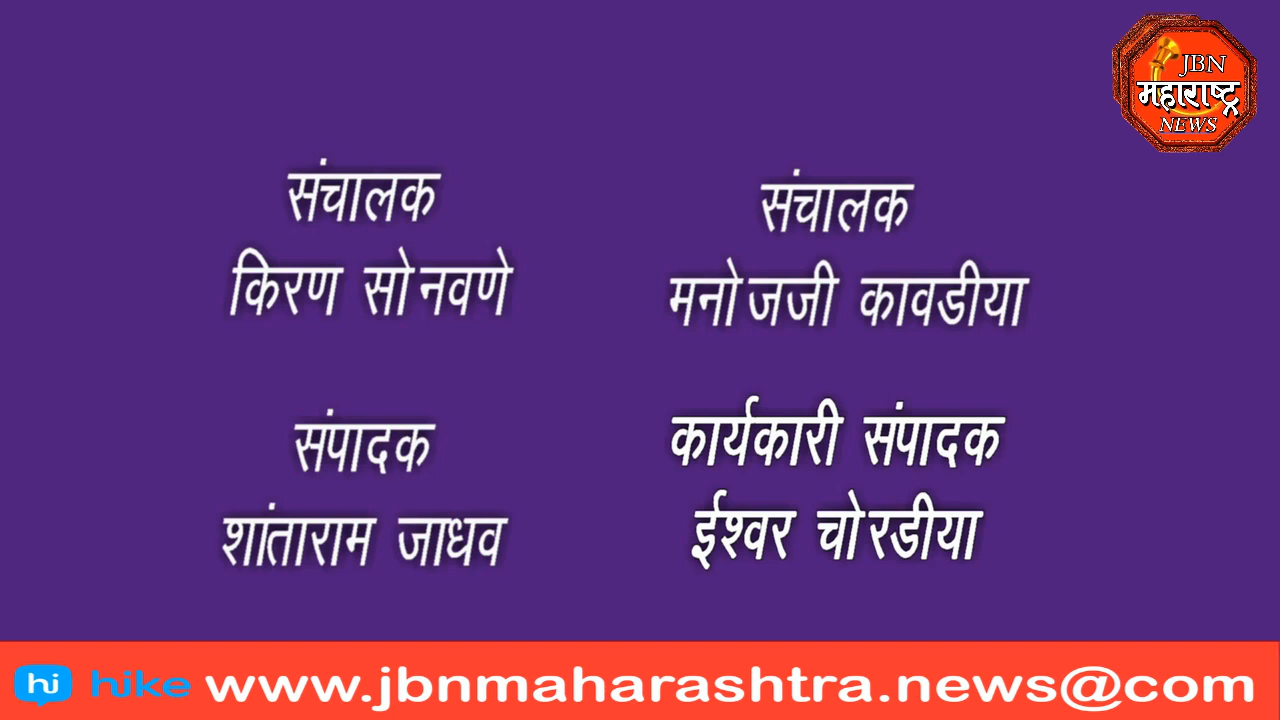 JBN
महाराष्ट्र
NEWS
संचालक
किरण सोनवणे
संचालक
मनोजजी कावडीया
संपादक
शांताराम जाधव
कार्यकारी संपादक
ईश्वर चोरडीया
hi hike www.jbnmaharashtra.news@com